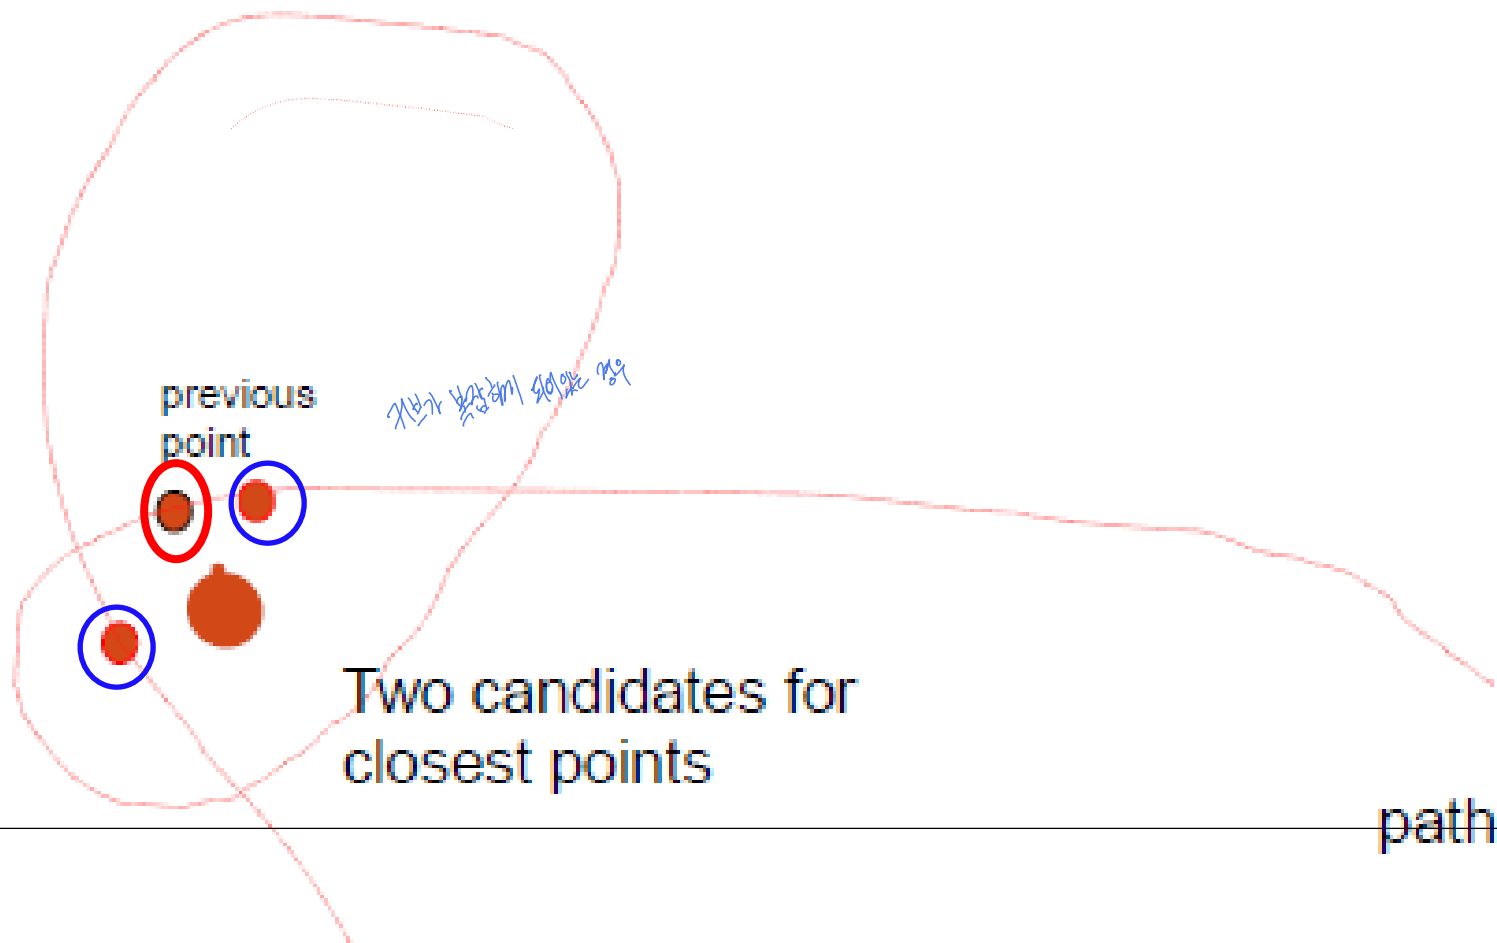 previous
point
커브가 복잡하게 되어있는 경우
Two candidates for
closest points
path